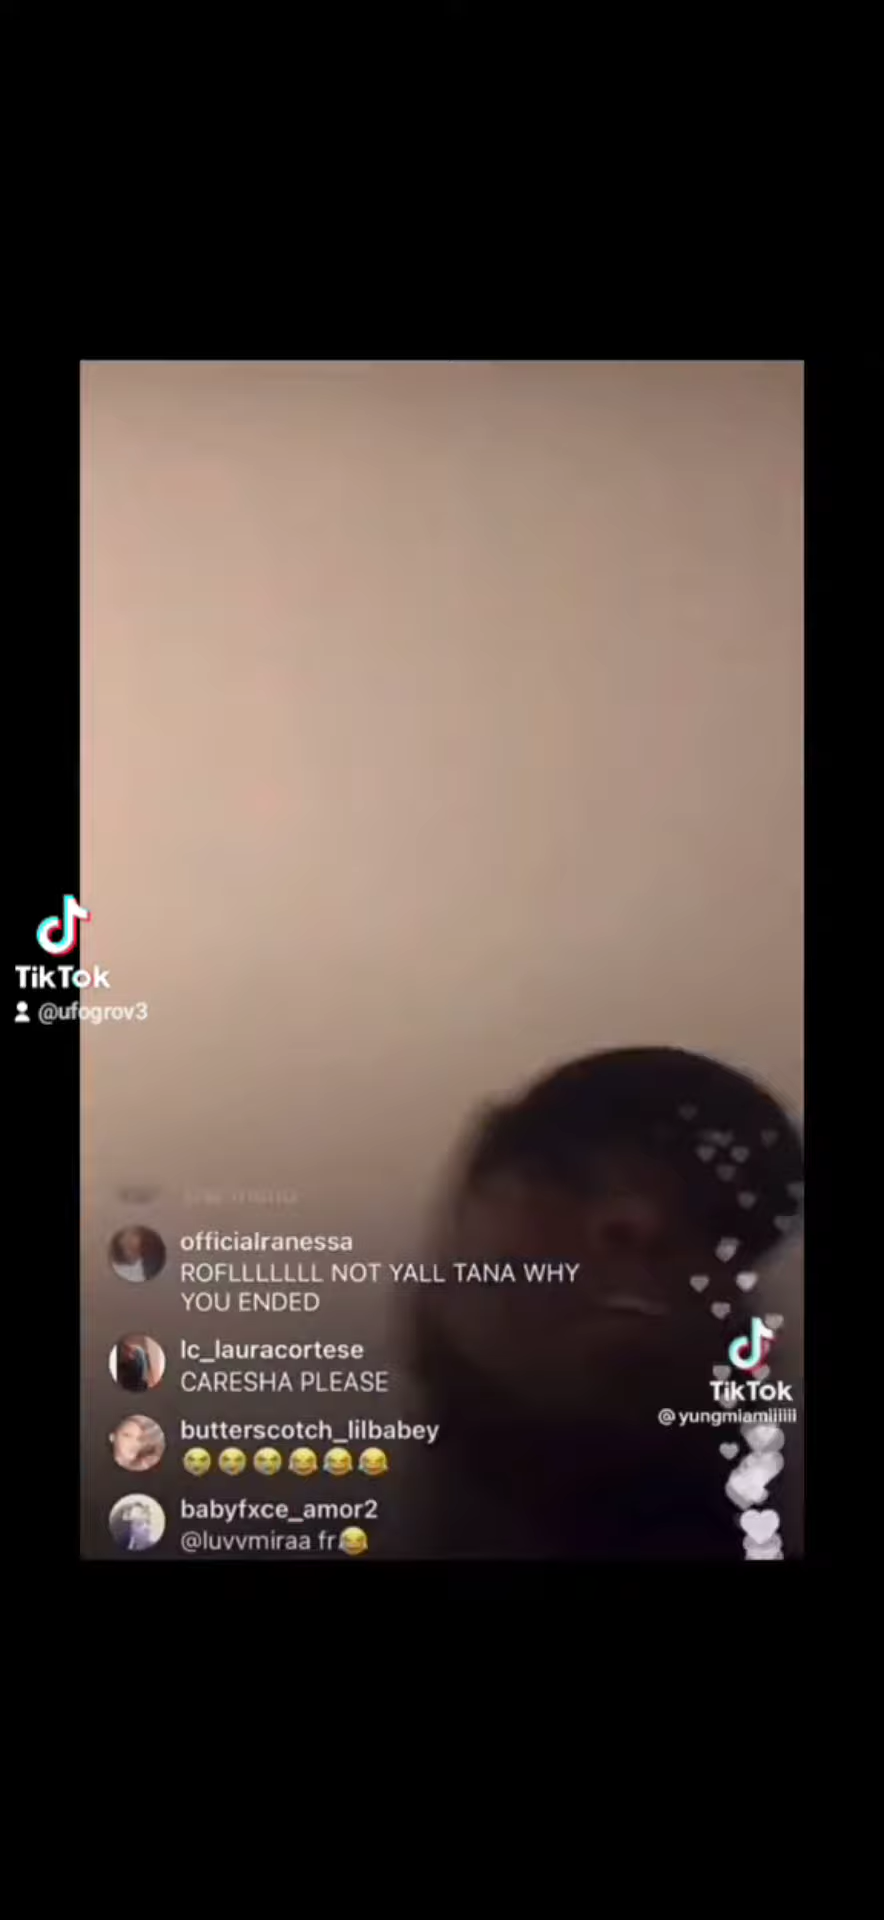 TikTok
@ufogrov3
officialranessa
ROFLLLLLLL NOT YALL TANA WHY
YOU ENDED
lc_lauracortese
CARESHA PLEASE
TikTok
@yungmiamiiiiii
butterscotch_lilbabey
😭😭😭😂😂😂
babyfxce_amor2
@luvvmiraa fr😂